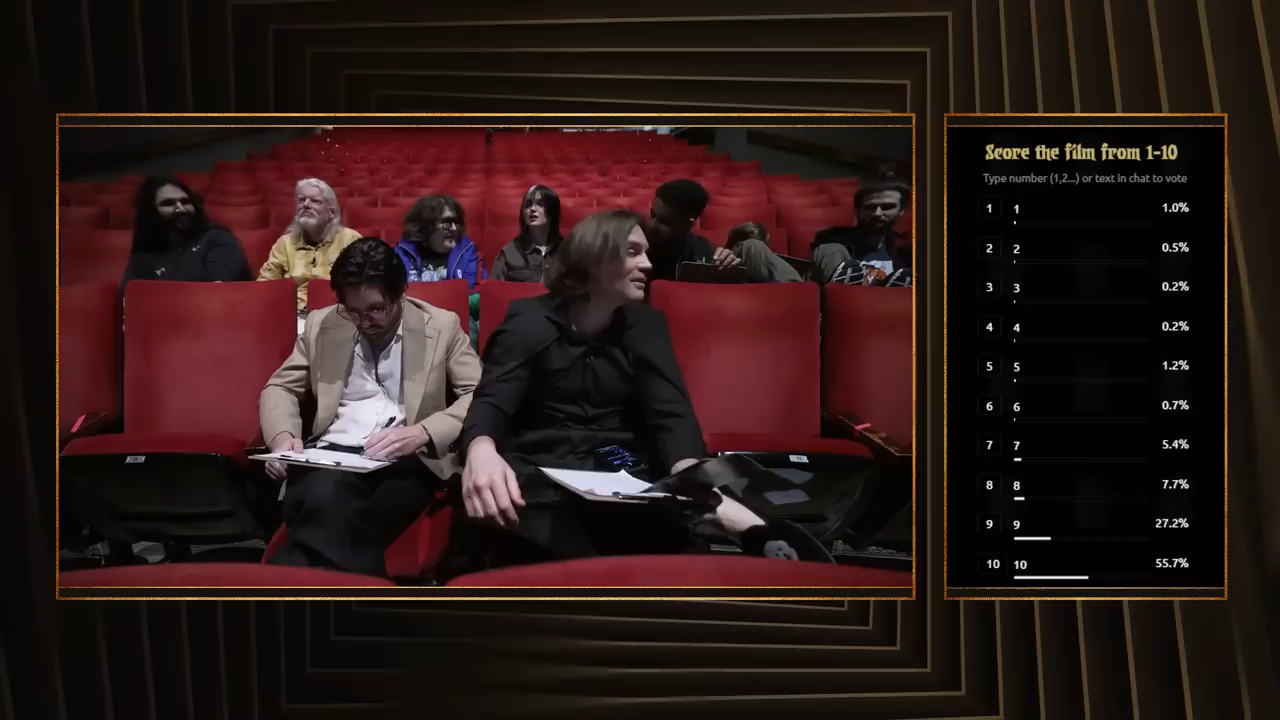 Score the film from 1-10
Type number (1,2...) or text in chat to vote
1 1 1.0%
2 2 0.5%
3 3 0.2%
4 4 0.2%
5 5 1.2%
6 6 0.7%
7 7 5.4%
8 8 7.7%
9 9 27.2%
10 10 55.7%